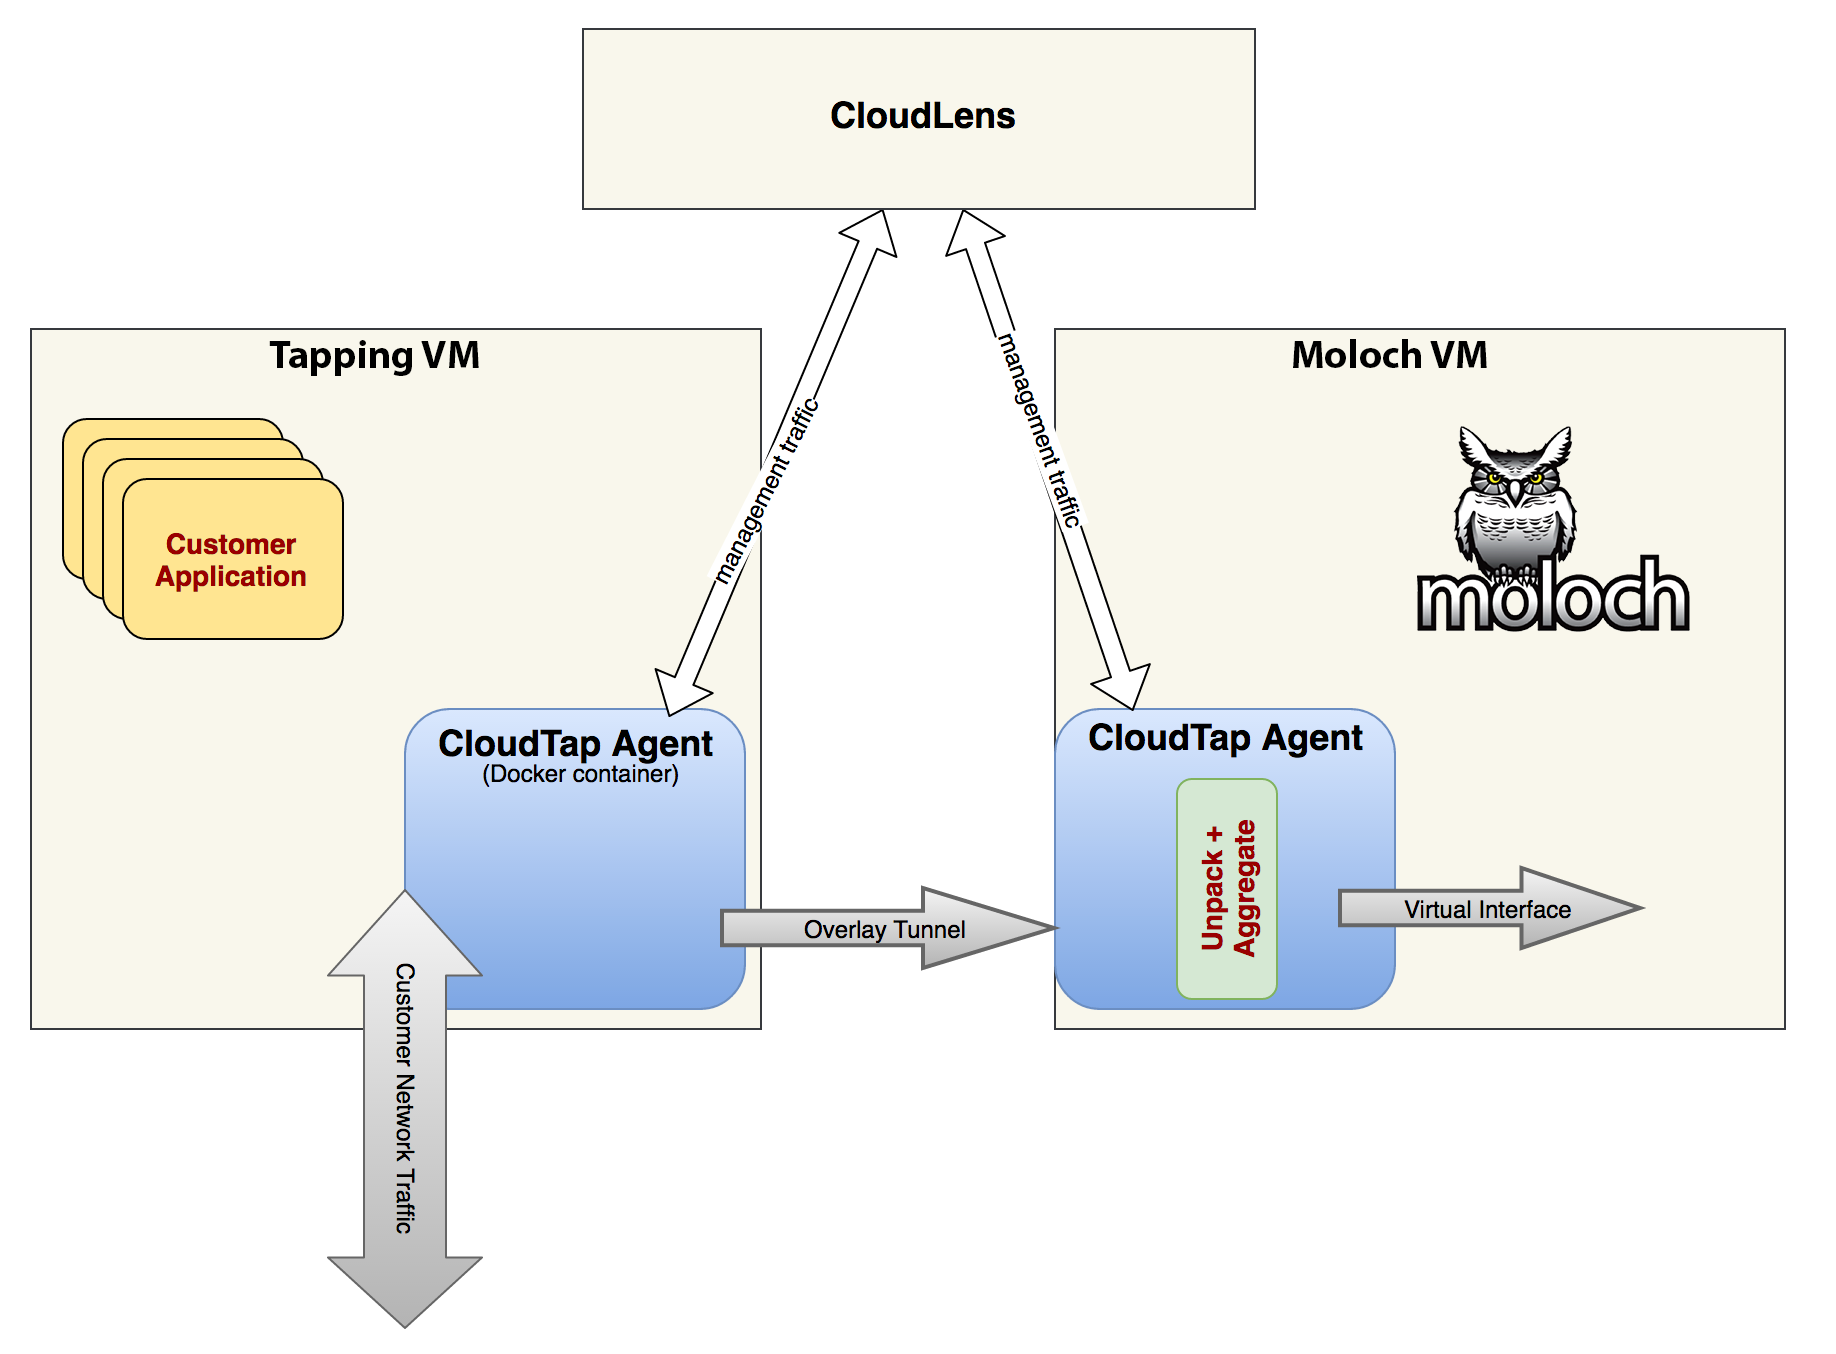 CloudLens
management traffic
management traffic
Tapping VM
Customer
Application
CloudTap Agent
(Docker container)
Customer Network Traffic
Overlay Tunnel
Moloch VM
moloch
CloudTap Agent
Unpack +
Aggregate
Virtual Interface